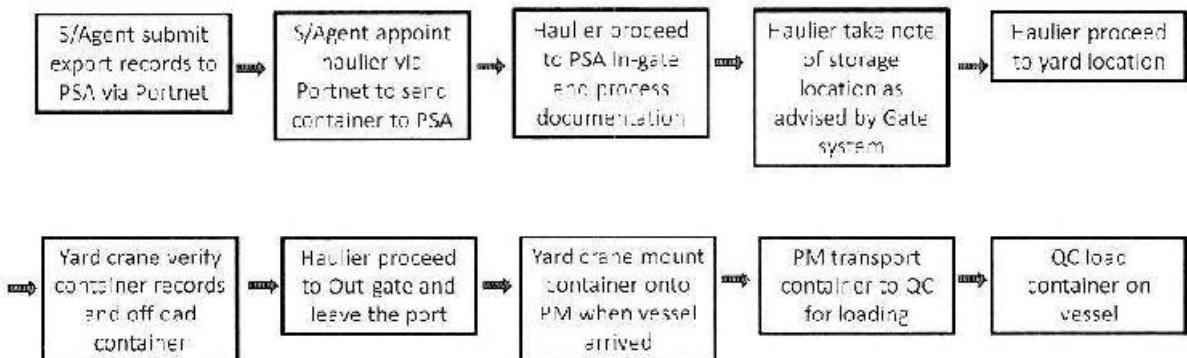 S/Agent submit
export records to
PSA via Portnet
S/Agent appoint
haulier via
Portnet to send
container to PSA
Haulier proceed
to PSA In-gate
and process
documentation
Haulier take note
of storage
location as
advised by Gate
system
Haulier proceed
to yard location
Yard crane verify
container records
and off load
container
Haulier proceed
to Out gate and
leave the port
Yard crane mount
container onto
PM when vessel
arrived
PM transport
container to QC
for loading
QC load
container on
vessel